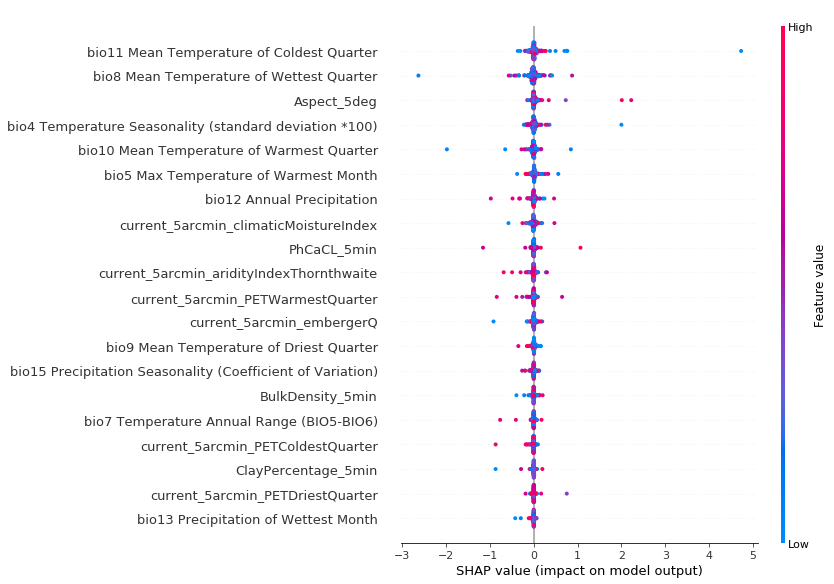 High
bio11 Mean Temperature of Coldest Quarter
bio8 Mean Temperature of Wettest Quarter
Aspect_5deg
bio4 Temperature Seasonality (standard deviation *100)
bio10 Mean Temperature of Warmest Quarter
bio5 Max Temperature of Warmest Month
bio12 Annual Precipitation
current_5arcmin_climaticMoistureIndex
PhCaCL_5min
current_5arcmin_aridityIndexThornthwaite
current_5arcmin_PETWarmestQuarter
current_5arcmin_embergerQ
bio9 Mean Temperature of Driest Quarter
bio15 Precipitation Seasonality (Coefficient of Variation)
BulkDensity_5min
bio7 Temperature Annual Range (BIO5-BIO6)
current_5arcmin_PETColdestQuarter
ClayPercentage_5min
current_5arcmin_PETDriestQuarter
bio13 Precipitation of Wettest Month
Feature value
Low
−3 −2 −1 0 1 2 3 4 5
SHAP value (impact on model output)